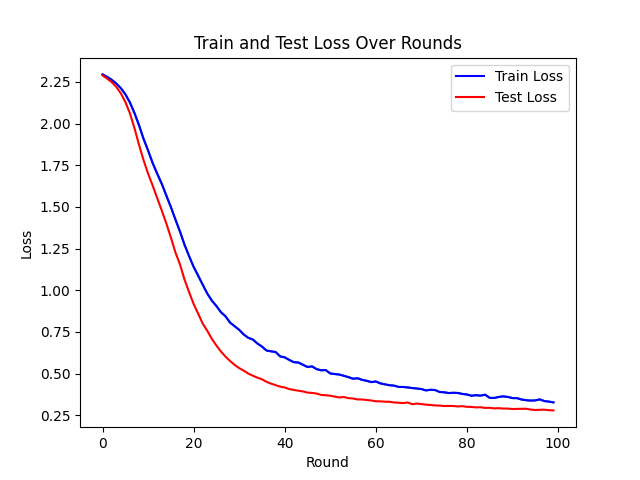 Train and Test Loss Over Rounds
Train Loss
Test Loss
2.25
2.00
1.75
1.50
1.25
1.00
0.75
0.50
0.25
Loss
0 20 40 60 80 100
Round